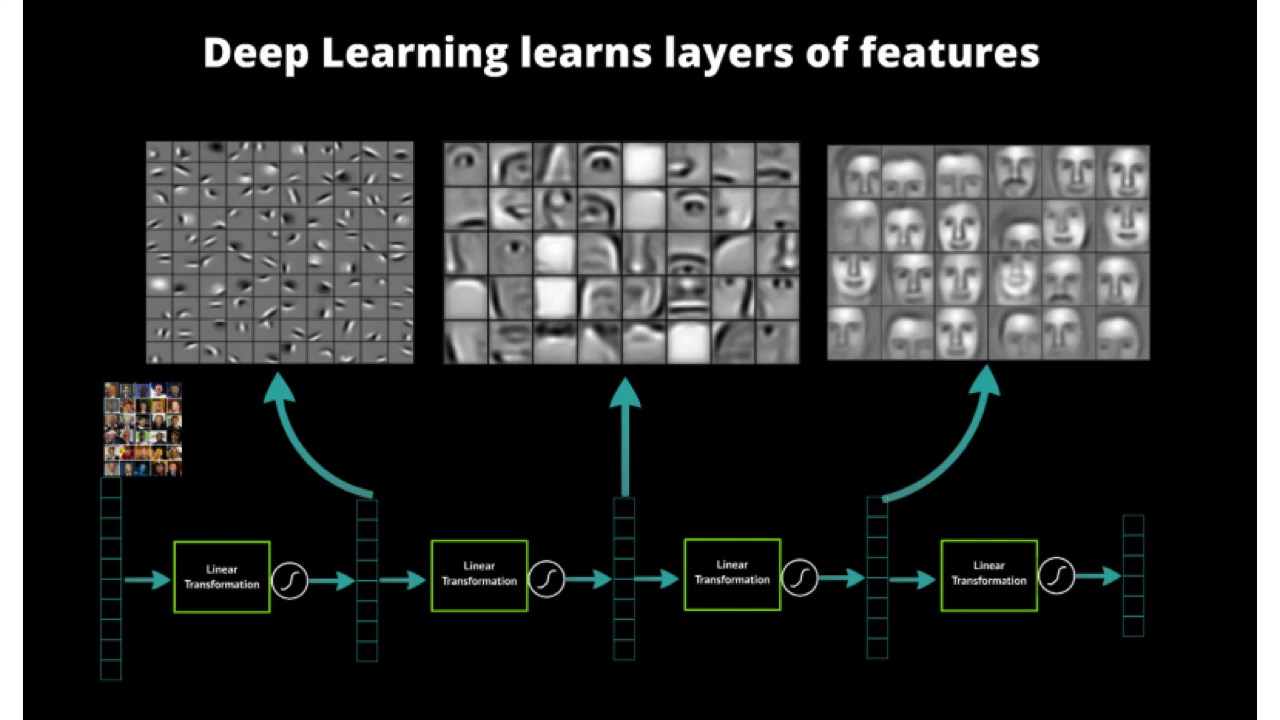 Deep Learning learns layers of features
Linear
Transformation
Linear
Transformation
Linear
Transformation
Linear
Transformation